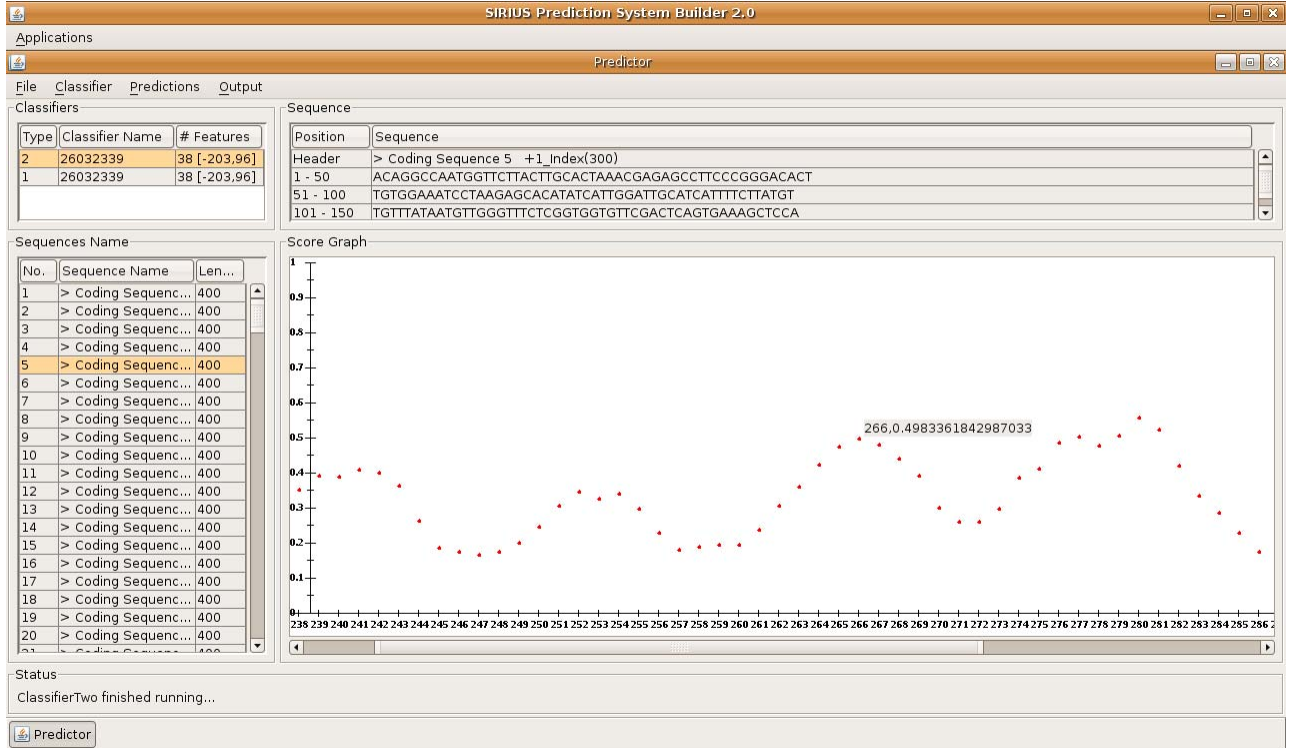 SIRIUS Prediction System Builder 2.0
Applications
Predictor
File Classifier Predictions Output
Classifiers
Type Classifier Name # Features
2 26032339 38 [-203,96]
1 26032339 38 [-203,96]
Sequence
Position Sequence
Header > Coding Sequence 5 +1_Index(300)
1 - 50 ACAGGCCAATGGTTCTTACTTGCACTAAACGAGAGCCTTCCCGGGACACT
51 - 100 TGTGGAAATCCTAAGAGCACATATCATTGGATTGCATCATTTTCTTATGT
101 - 150 TGTTTATAATGTTGGGTTTCTCGGTGGTGTTCGACTCAGTGAAAGCTCCA
Sequences Name
No. Sequence Name Len...
1 > Coding Sequenc... 400
2 > Coding Sequenc... 400
3 > Coding Sequenc... 400
4 > Coding Sequenc... 400
5 > Coding Sequenc... 400
6 > Coding Sequenc... 400
7 > Coding Sequenc... 400
8 > Coding Sequenc... 400
9 > Coding Sequenc... 400
10 > Coding Sequenc... 400
11 > Coding Sequenc... 400
12 > Coding Sequenc... 400
13 > Coding Sequenc... 400
14 > Coding Sequenc... 400
15 > Coding Sequenc... 400
16 > Coding Sequenc... 400
17 > Coding Sequenc... 400
18 > Coding Sequenc... 400
19 > Coding Sequenc... 400
20 > Coding Sequenc... 400
Score Graph
1
0.9
0.8
0.7
0.6
0.5
0.4
0.3
0.2
0.1
0
266,0.4983361842987033
238 239 240 241 242 243 244 245 246 247 248 249 250 251 252 253 254 255 256 257 258 259 260 261 262 263 264 265 266 267 268 269 270 271 272 273 274 275 276 277 278 279 280 281 282 283 284 285 286
Status
ClassifierTwo finished running...
Predictor